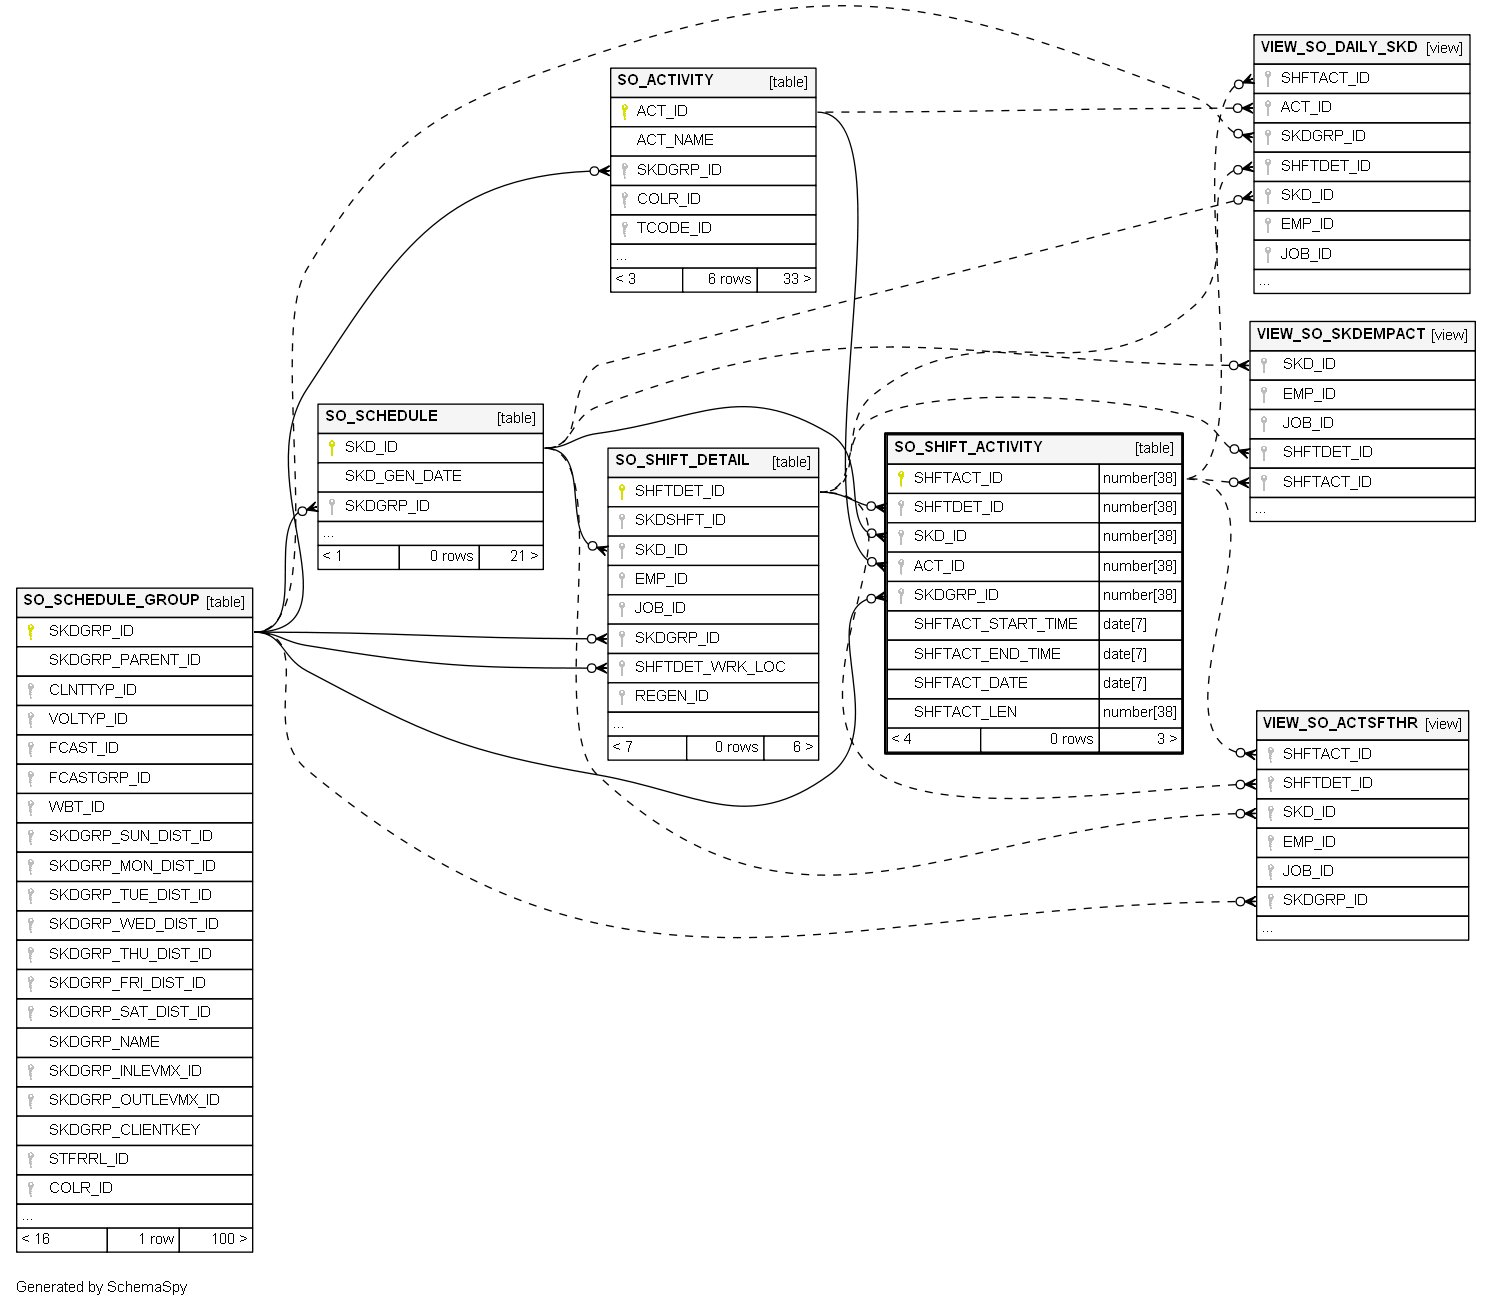 VIEW_SO_DAILY_SKD [view]
SHFTACT_ID
ACT_ID
SKDGRP_ID
SHFTDET_ID
SKD_ID
EMP_ID
JOB_ID
...
SO_ACTIVITY [table]
ACT_ID
ACT_NAME
SKDGRP_ID
COLR_ID
TCODE_ID
...
< 3 6 rows 33 >
VIEW_SO_SKDEMPACT [view]
SKD_ID
EMP_ID
JOB_ID
SHFTDET_ID
SHFTACT_ID
...
SO_SCHEDULE [table]
SKD_ID
SKD_GEN_DATE
SKDGRP_ID
...
< 1 0 rows 21 >
SO_SHIFT_DETAIL [table]
SHFTDET_ID
SKDSHFT_ID
SKD_ID
EMP_ID
JOB_ID
SKDGRP_ID
SHFTDET_WRK_LOC
REGEN_ID
...
< 7 0 rows 6 >
SO_SHIFT_ACTIVITY [table]
SHFTACT_ID number[38]
SHFTDET_ID number[38]
SKD_ID number[38]
ACT_ID number[38]
SKDGRP_ID number[38]
SHFTACT_START_TIME date[7]
SHFTACT_END_TIME date[7]
SHFTACT_DATE date[7]
SHFTACT_LEN number[38]
< 4 0 rows 3 >
SO_SCHEDULE_GROUP [table]
SKDGRP_ID
SKDGRP_PARENT_ID
CLNTTYP_ID
VOLTYP_ID
FCAST_ID
FCASTGRP_ID
WBT_ID
SKDGRP_SUN_DIST_ID
SKDGRP_MON_DIST_ID
SKDGRP_TUE_DIST_ID
SKDGRP_WED_DIST_ID
SKDGRP_THU_DIST_ID
SKDGRP_FRI_DIST_ID
SKDGRP_SAT_DIST_ID
SKDGRP_NAME
SKDGRP_INLEVMX_ID
SKDGRP_OUTLEVMX_ID
SKDGRP_CLIENTKEY
STFRRL_ID
COLR_ID
...
< 16 1 row 100 >
VIEW_SO_ACTSFTHR [view]
SHFTACT_ID
SHFTDET_ID
SKD_ID
EMP_ID
JOB_ID
SKDGRP_ID
...
Generated by SchemaSpy